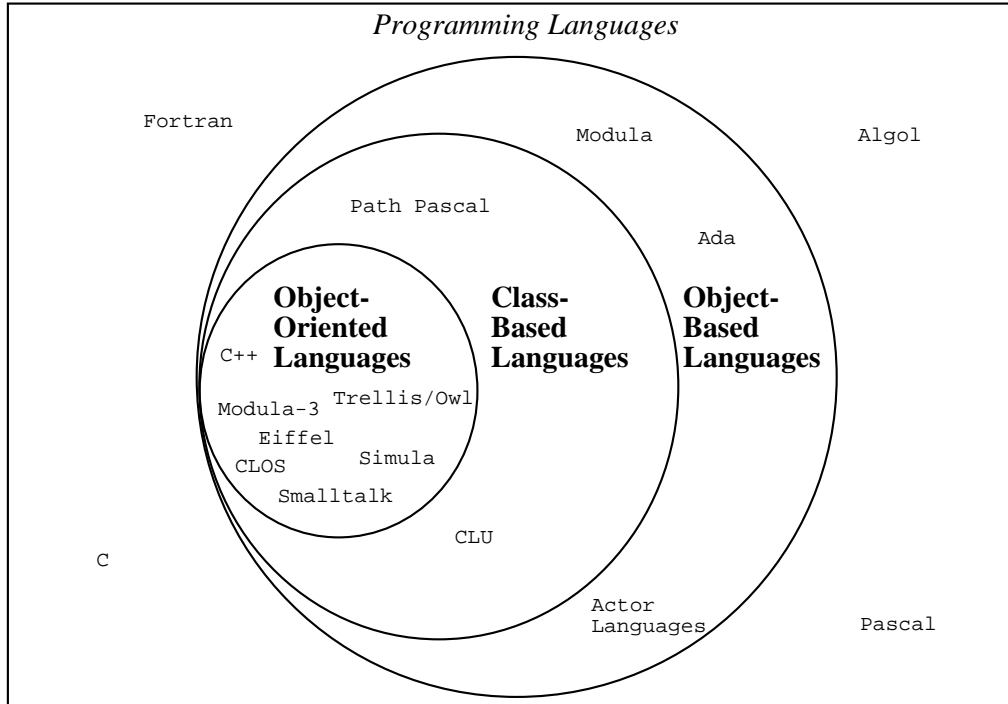 Programming Languages
Fortran
Modula
Algol
Path Pascal
Ada
Object-
Oriented
Languages
Class-
Based
Languages
Object-
Based
Languages
C++
Trellis/Owl
Modula-3
Eiffel
CLOS
Simula
Smalltalk
CLU
C
Actor
Languages
Pascal